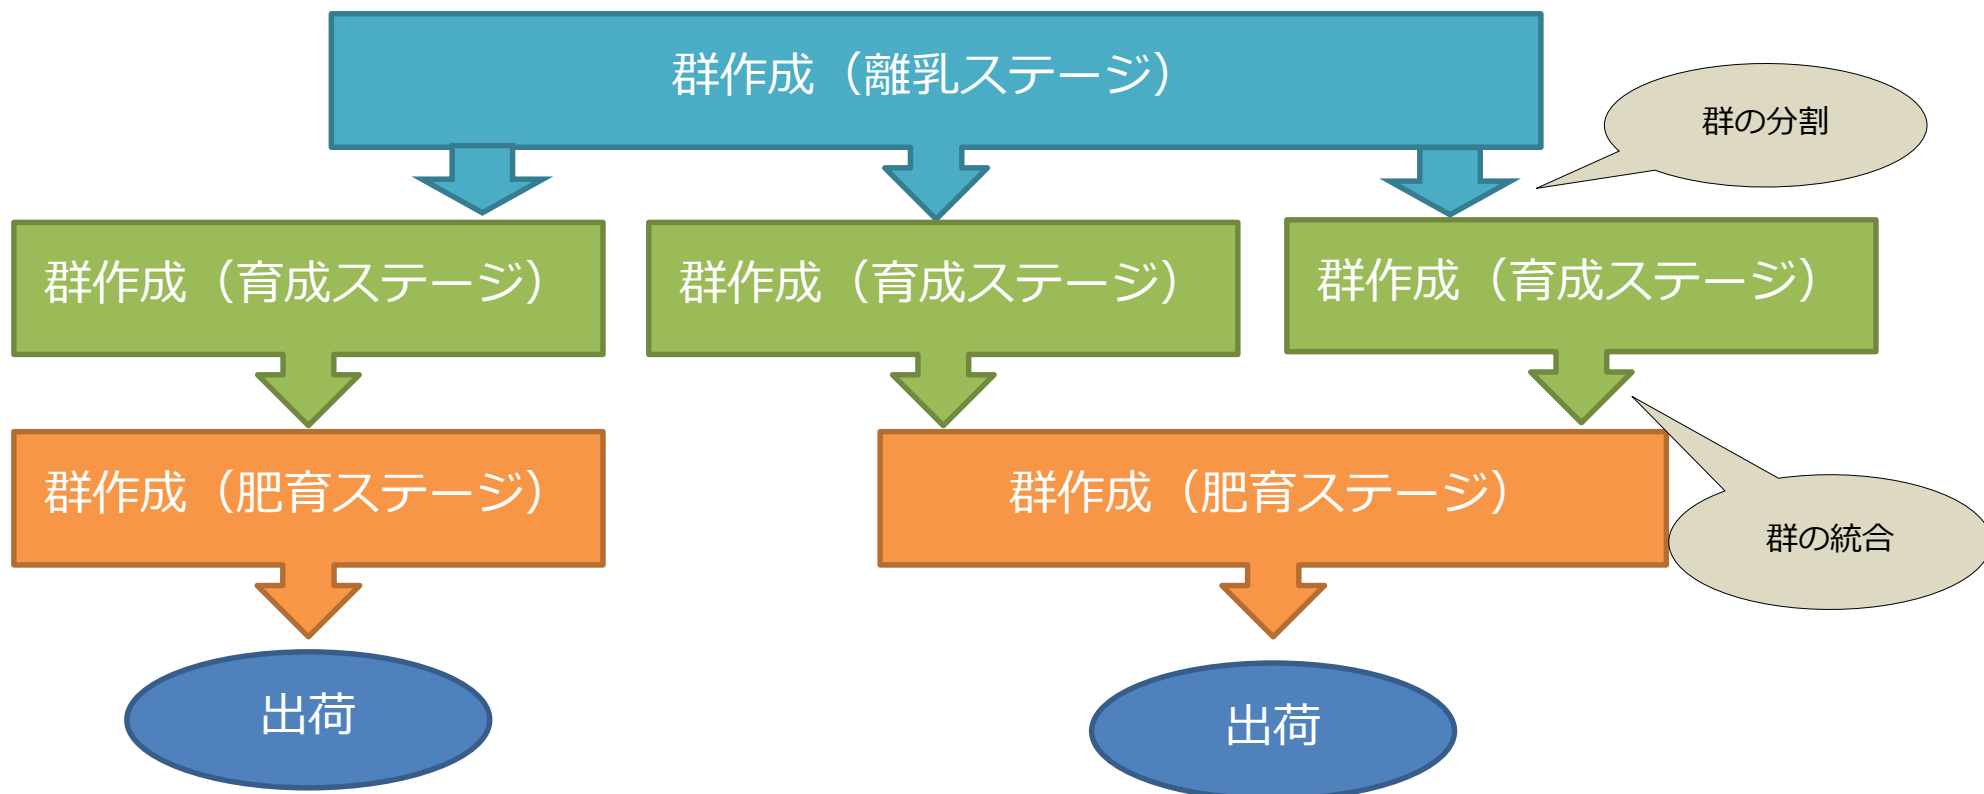 群作成（離乳ステージ）
群の分割
群作成（育成ステージ）
群作成（育成ステージ）
群作成（育成ステージ）
群作成（肥育ステージ）
群作成（肥育ステージ）
群の統合
出荷
出荷